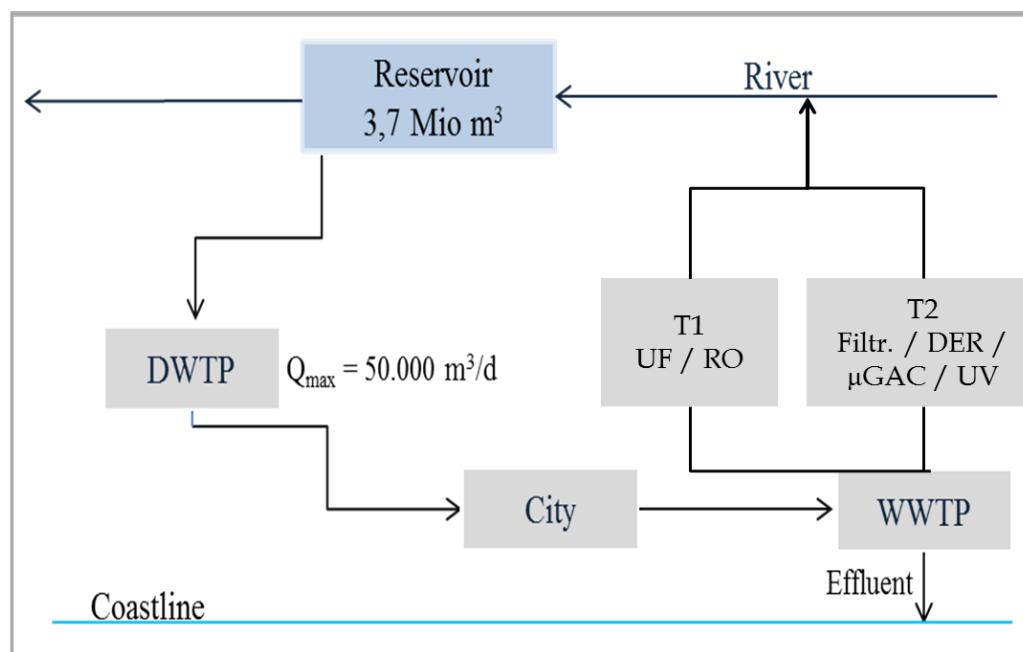 Reservoir
3,7 Mio m³
River
T1
UF / RO
T2
Filtr. / DER /
µGAC / UV
DWTP
Qmax = 50.000 m³/d
City
WWTP
Effluent
Coastline